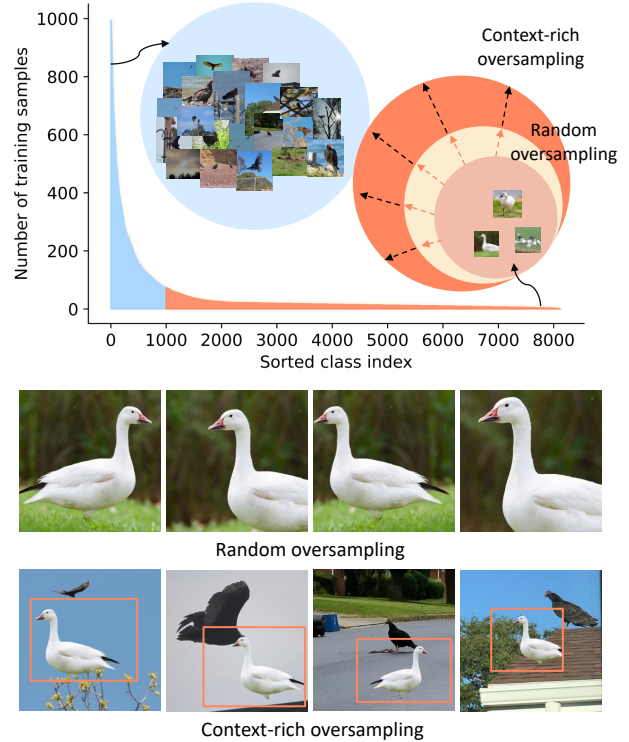 Context-rich
oversampling
Random
oversampling
Number of training samples
1000
800
600
400
200
0
0 1000 2000 3000 4000 5000 6000 7000 8000
Sorted class index
Random oversampling
Context-rich oversampling